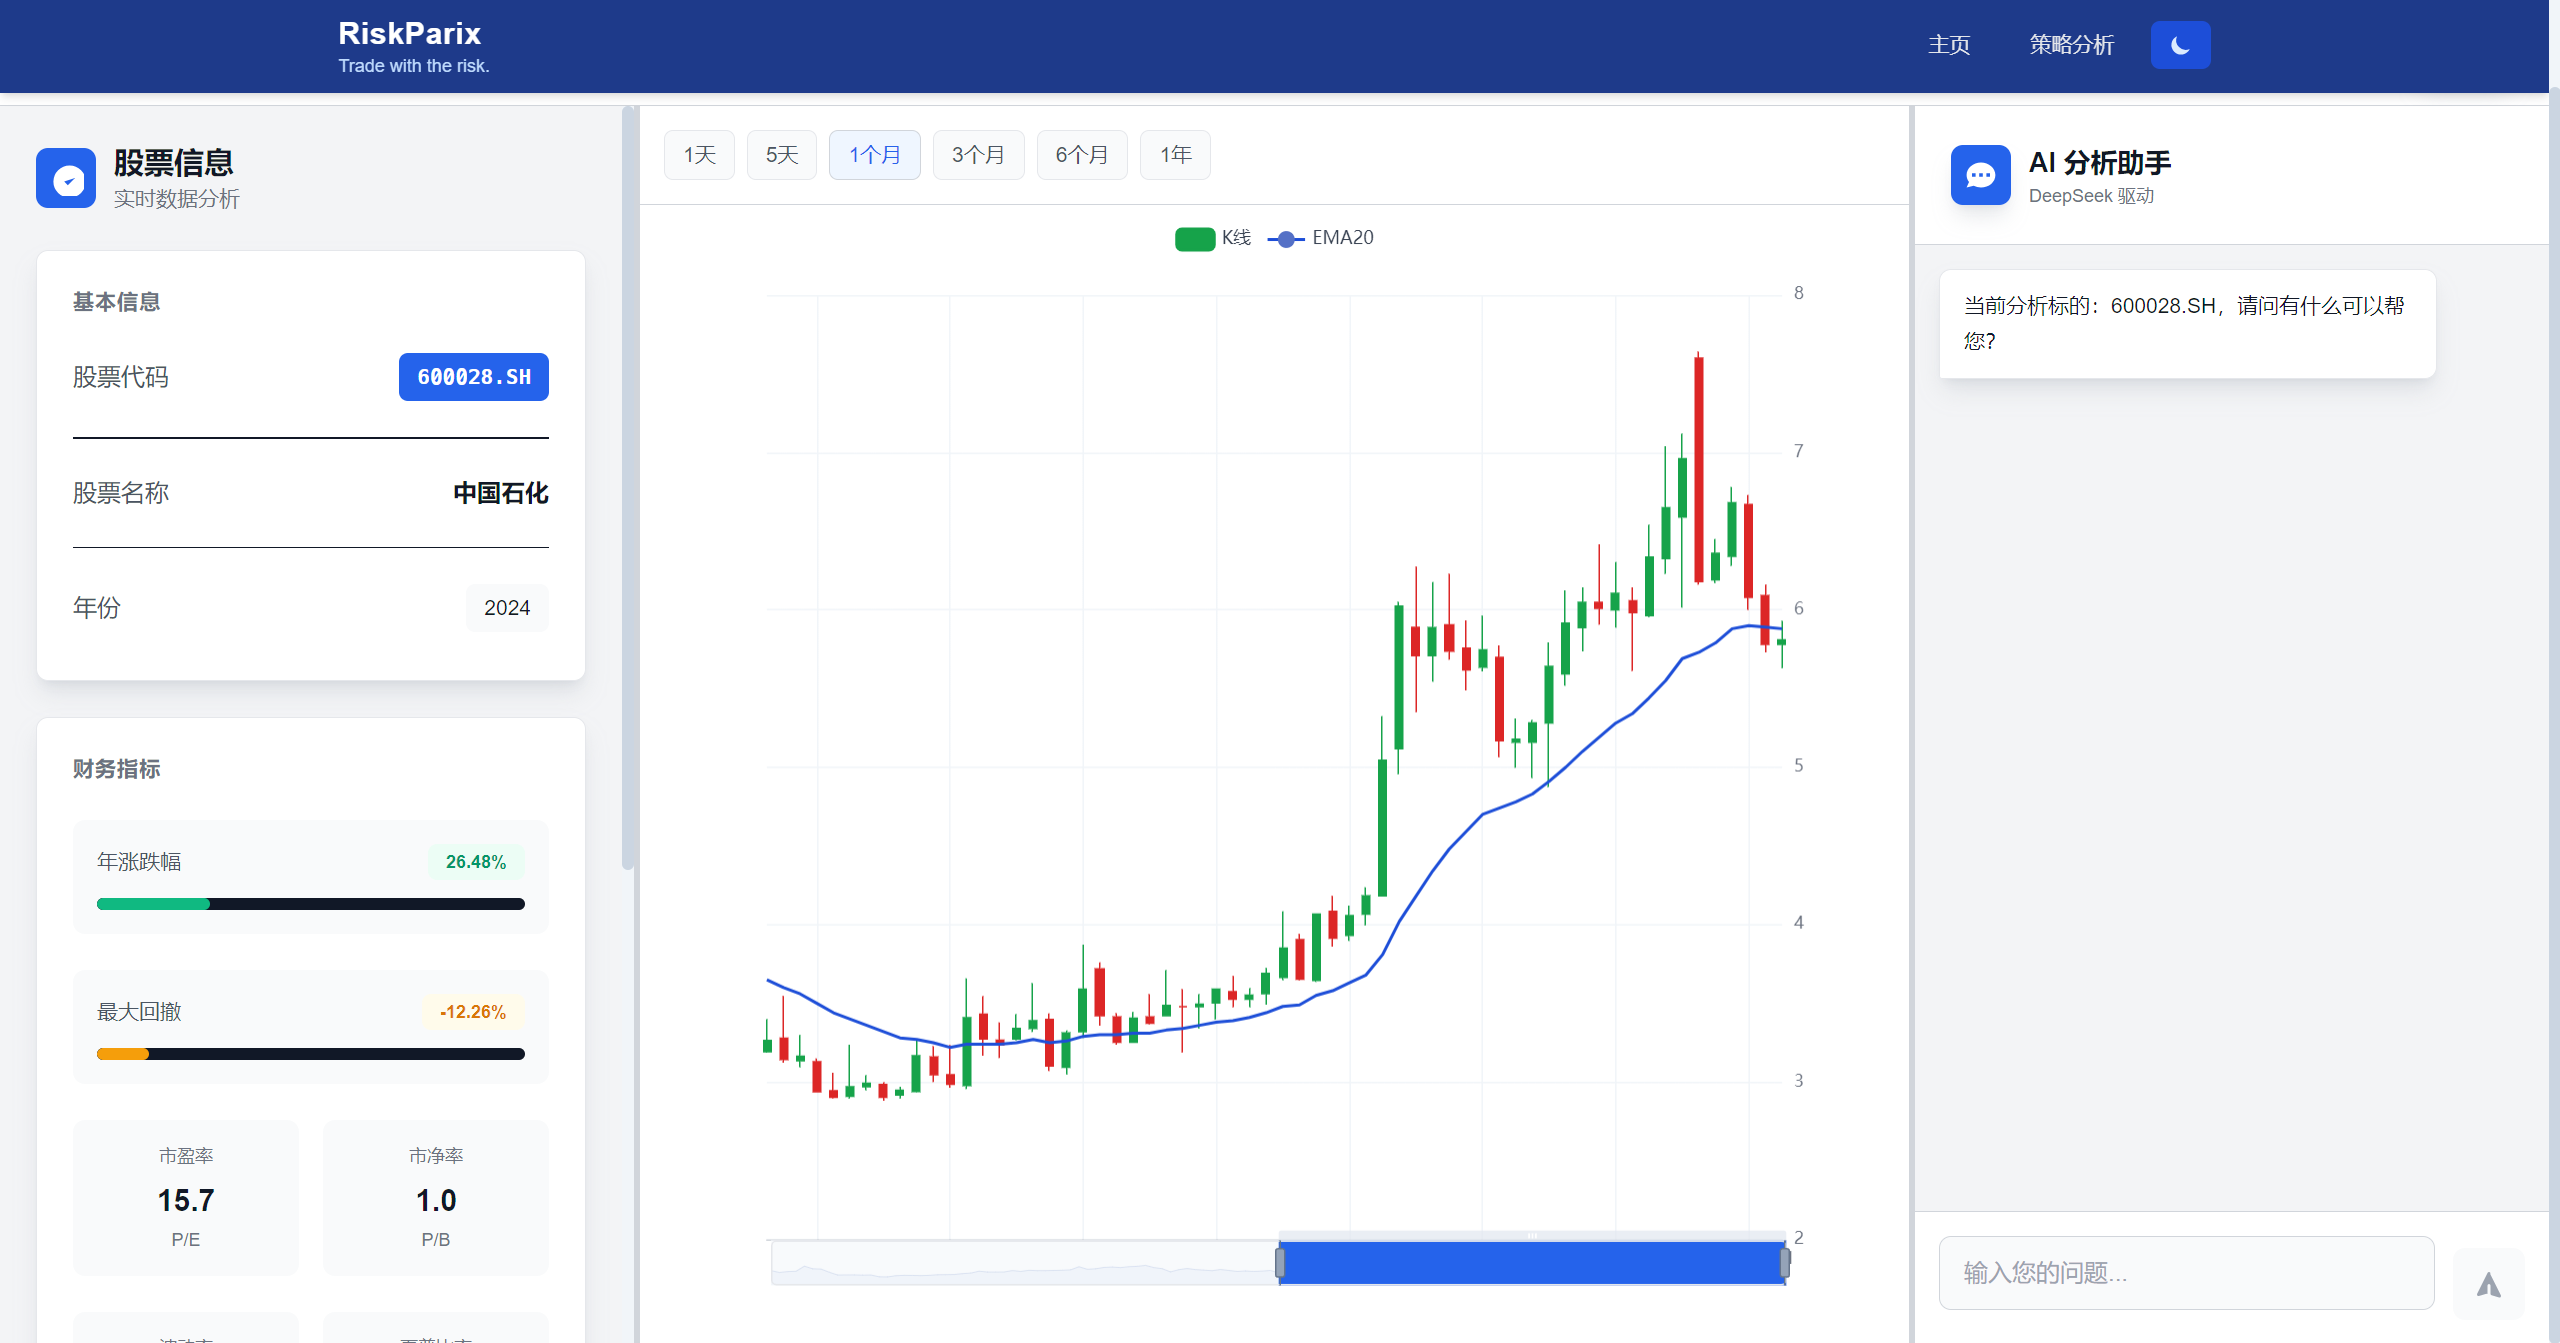 RiskParix
Trade with the risk.
主页
策略分析
股票信息
实时数据分析
基本信息
股票代码
600028.SH
股票名称
中国石化
年份
2024
财务指标
年涨跌幅
26.48%
最大回撤
-12.26%
市盈率
15.7
P/E
市净率
1.0
P/B
1天
5天
1个月
3个月
6个月
1年
K线
EMA20
8
7
6
5
4
3
2
AI 分析助手
DeepSeek 驱动
当前分析标的：600028.SH，请问有什么可以帮
您？
输入您的问题...